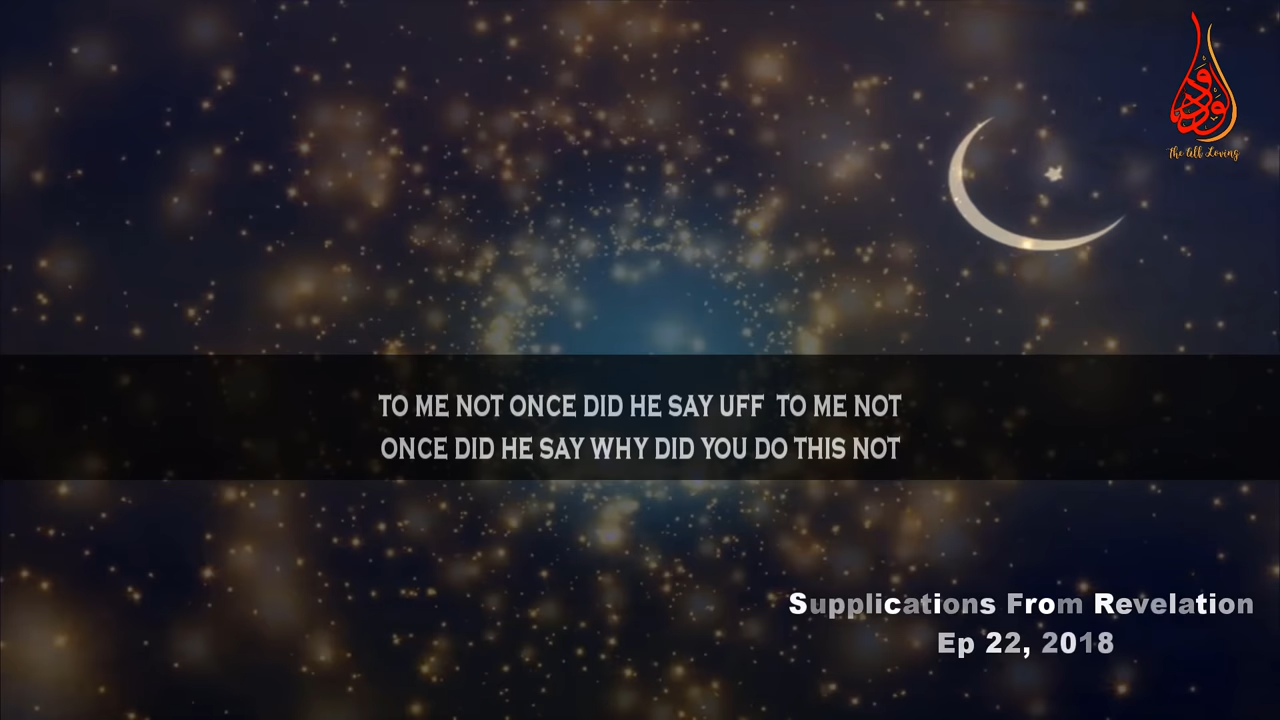 الودود
The All Loving
TO ME NOT ONCE DID HE SAY UFF TO ME NOT
ONCE DID HE SAY WHY DID YOU DO THIS NOT
Supplications From Revelation
Ep 22, 2018